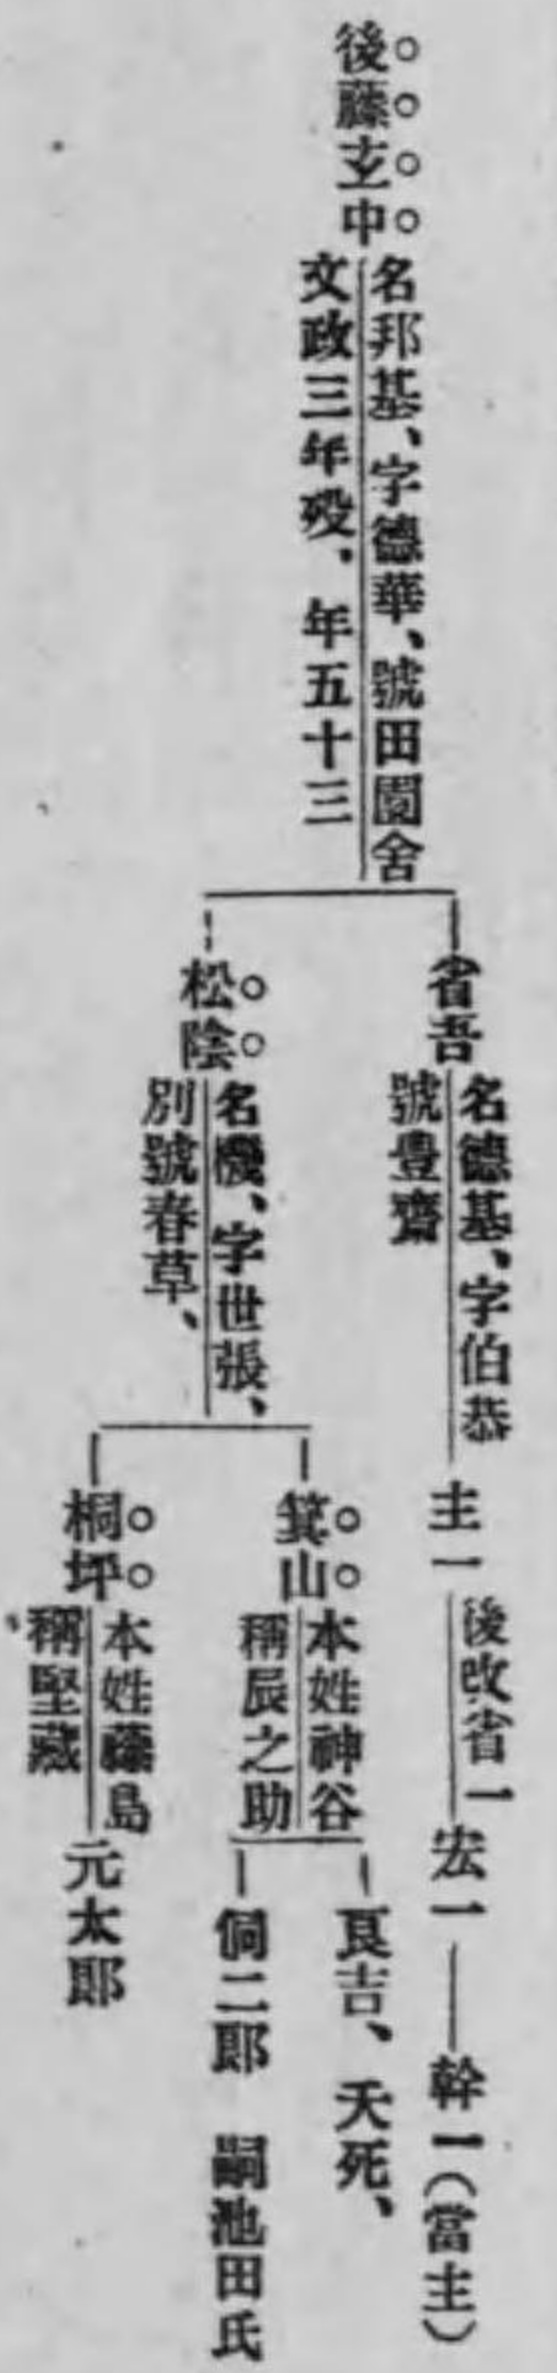 後藤玄中
名邦基、字德華、號田園舍
文政三年歿、年五十三
省吾
名德基、字伯恭
號豊齋
主一
後改省一
宏一
幹一(當主)
松陰
名機、字世張、
別號春草、
箕山
本姓神谷
稱辰之助
良吉、夭死、
侗二郎 嗣池田氏
桐坪
本姓藤島
稱堅藏
元太郎